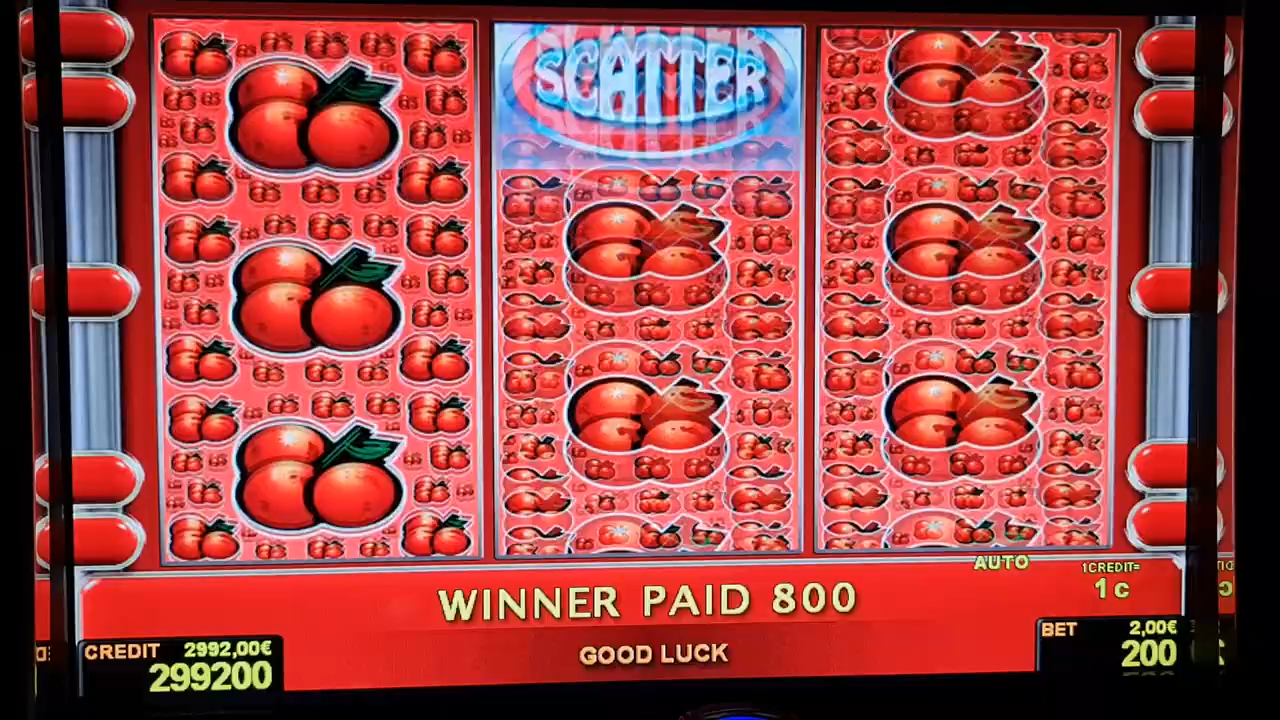 SCATTER
AUTO
1CREDIT=
1c
WINNER PAID 800
GOOD LUCK
CREDIT 2992,00€
299200
BET 2,00€
200